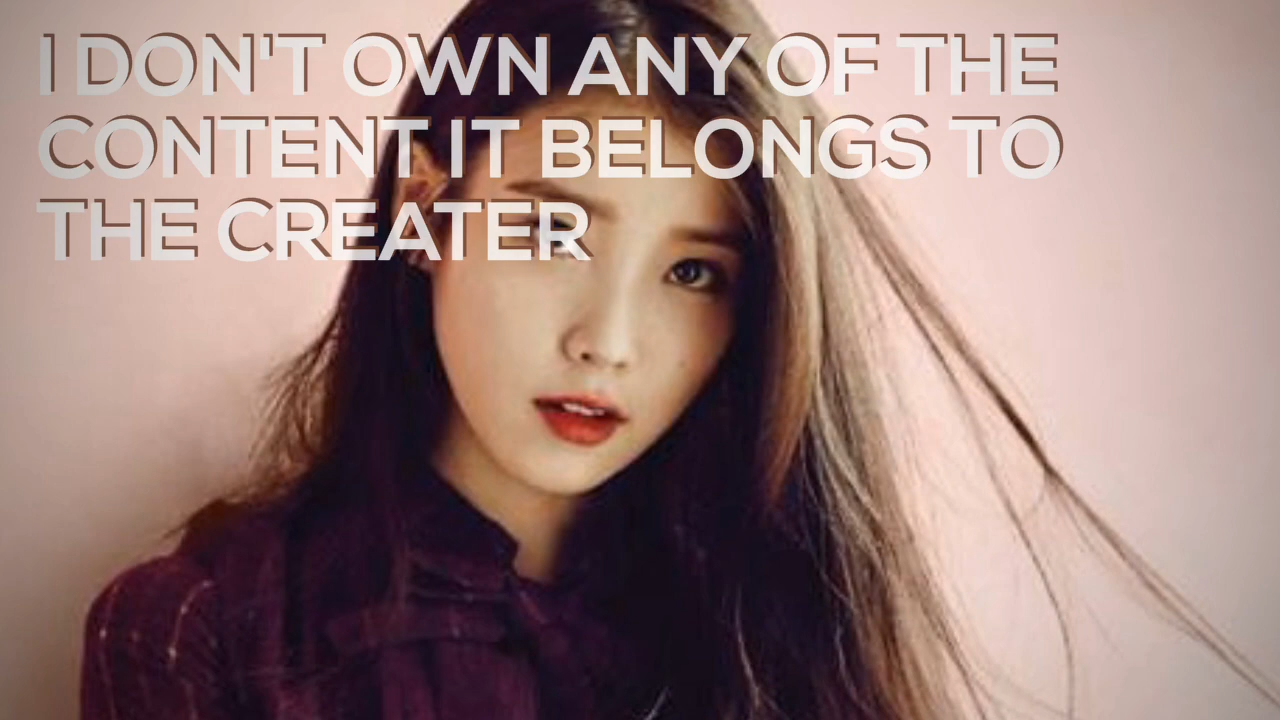 I DON'T OWN ANY OF THE
CONTENT IT BELONGS TO
THE CREATER